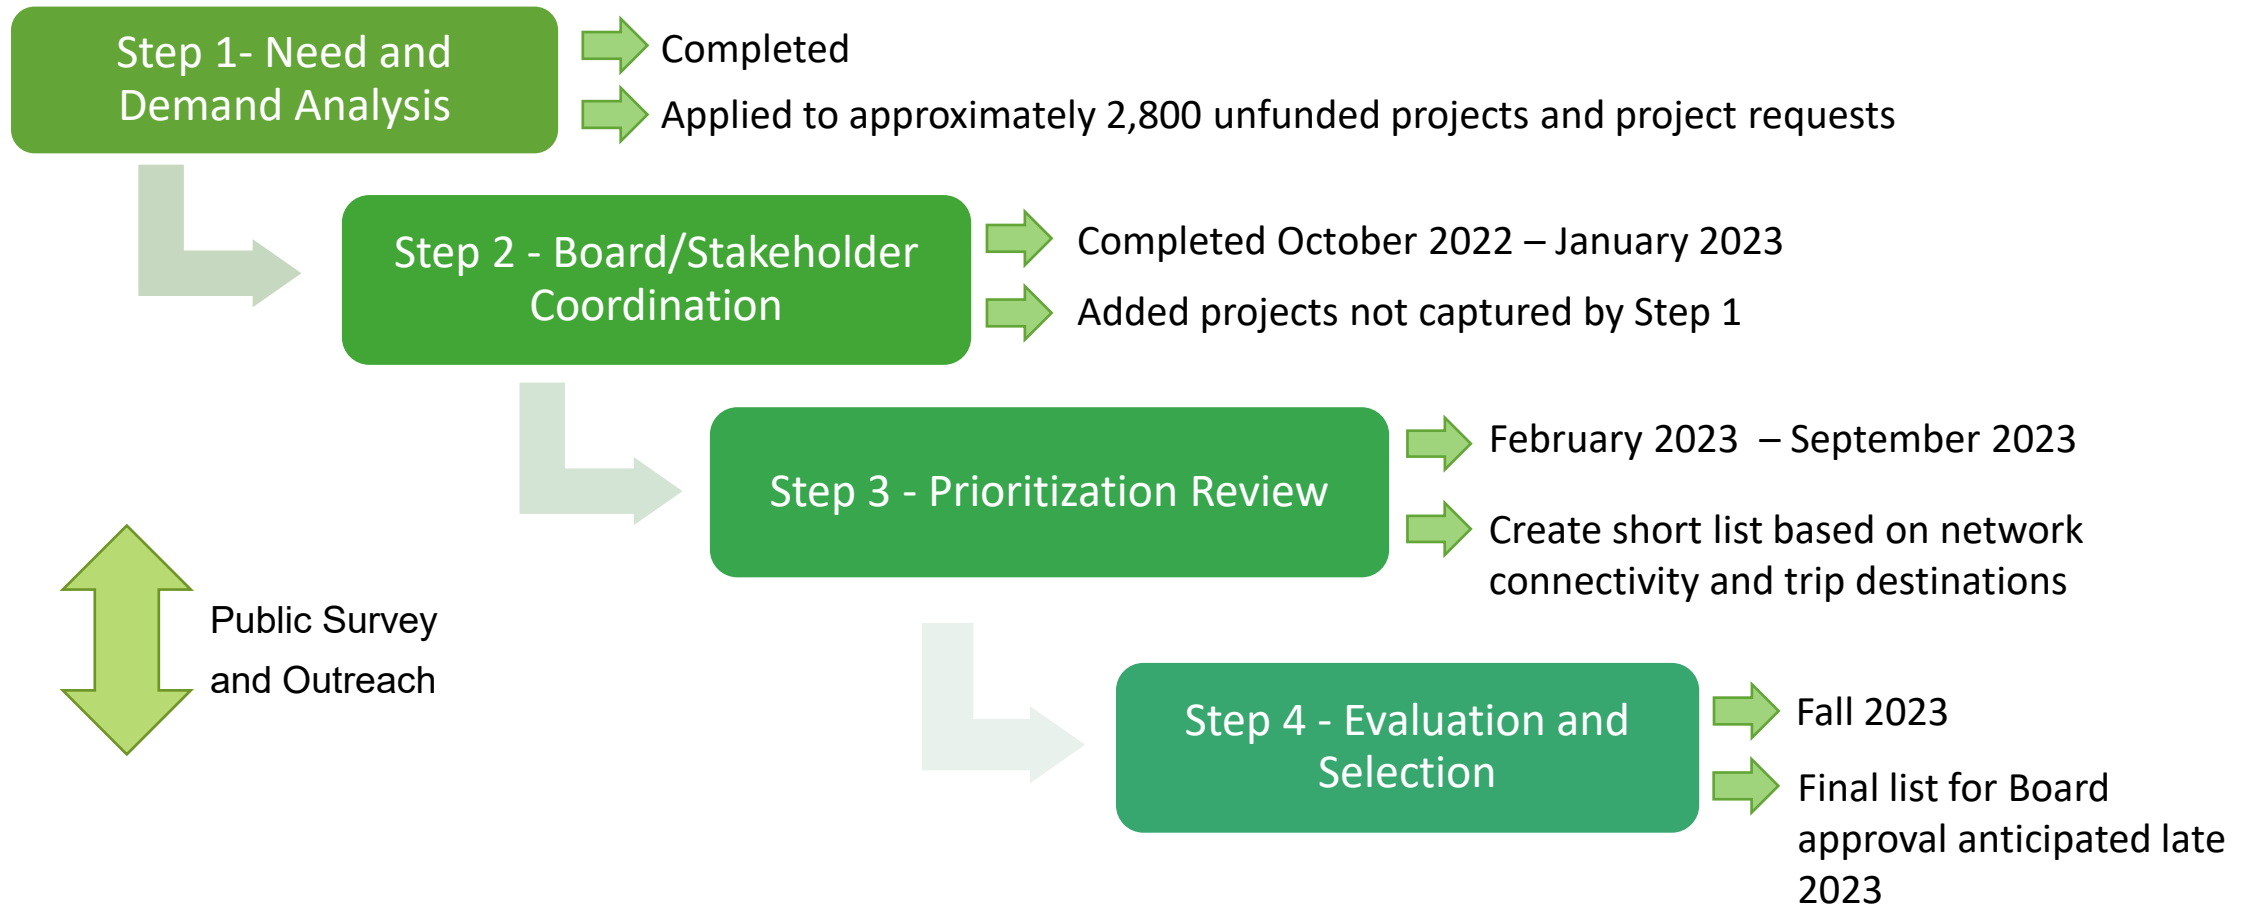 Step 1- Need and
Demand Analysis
Completed
Applied to approximately 2,800 unfunded projects and project requests
Step 2 - Board/Stakeholder
Coordination
Completed October 2022 – January 2023
Added projects not captured by Step 1
Step 3 - Prioritization Review
February 2023  – September 2023
Create short list based on network
connectivity and trip destinations
Public Survey
and Outreach
Step 4 - Evaluation and
Selection
Fall 2023
Final list for Board
approval anticipated late
2023